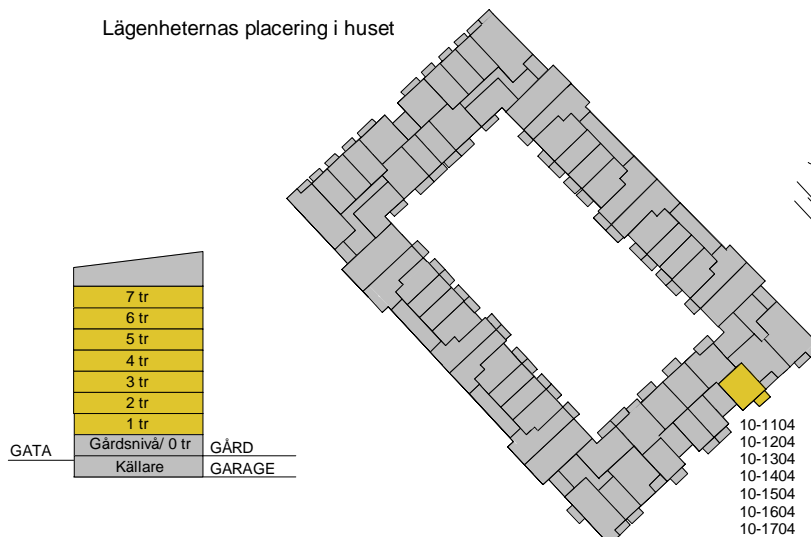 Lägenheternas placering i huset
7 tr
6 tr
5 tr
4 tr
3 tr
2 tr
1 tr
Gårdsnivå/ 0 tr
Källare
GATA
GÅRD
GARAGE
10-1104
10-1204
10-1304
10-1404
10-1504
10-1604
10-1704